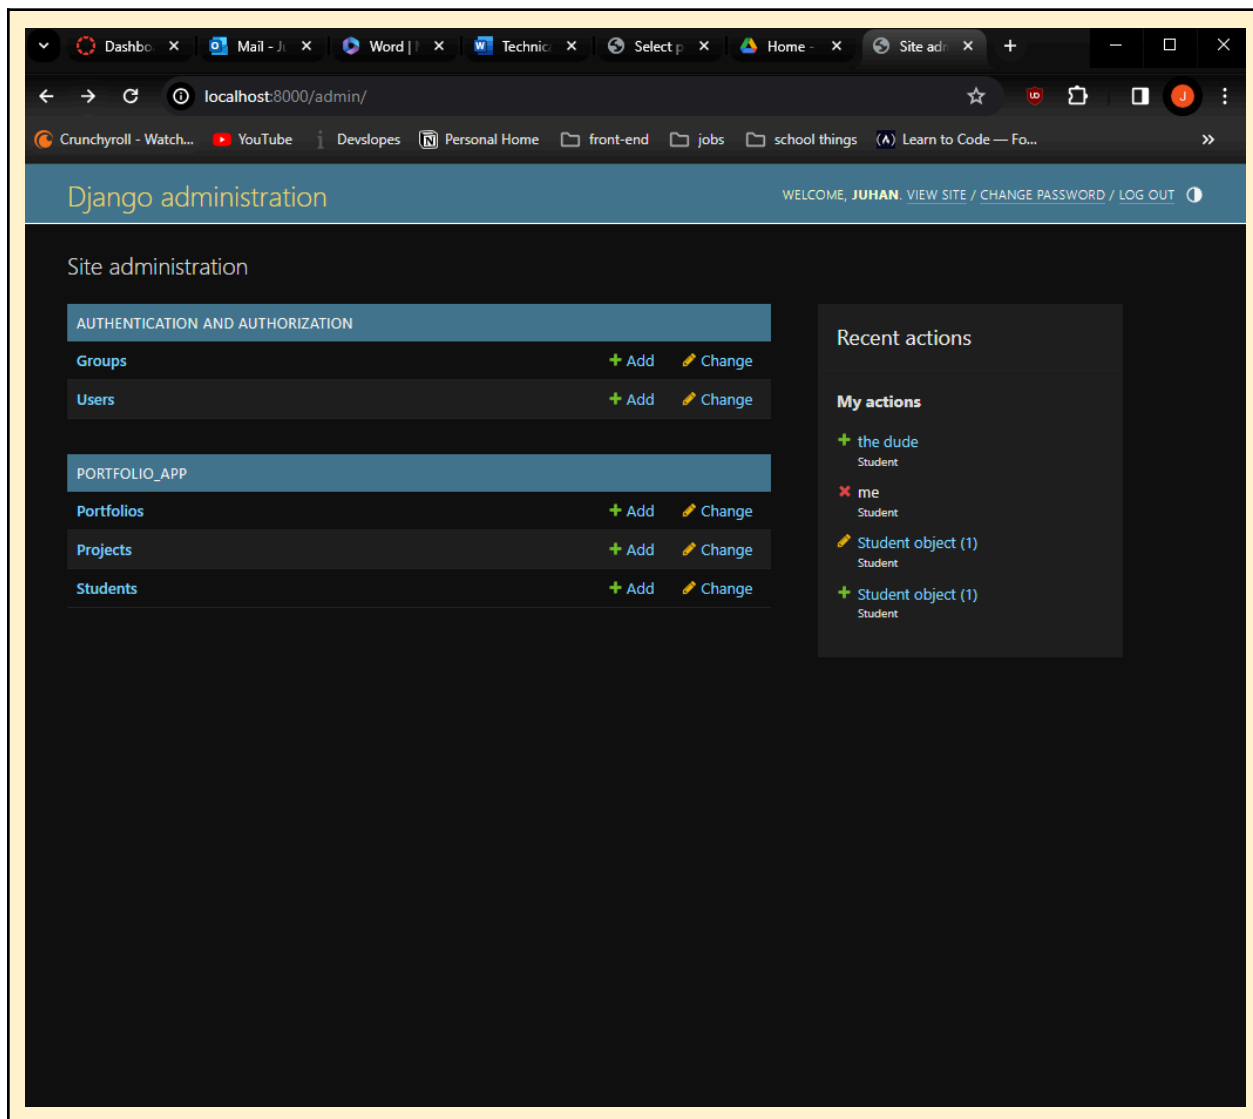 Dashbo
Mail - Ju
Word |
Technic
Select p
Home -
Site adn
localhost:8000/admin/
Crunchyroll - Watch...
YouTube
Devslopes
Personal Home
front-end
jobs
school things
Learn to Code — Fo...
Django administration
WELCOME, JUHAN. VIEW SITE / CHANGE PASSWORD / LOG OUT
Site administration
AUTHENTICATION AND AUTHORIZATION
Groups Add Change
Users Add Change
PORTFOLIO_APP
Portfolios Add Change
Projects Add Change
Students Add Change
Recent actions
My actions
the dude
Student
me
Student
Student object (1)
Student
Student object (1)
Student